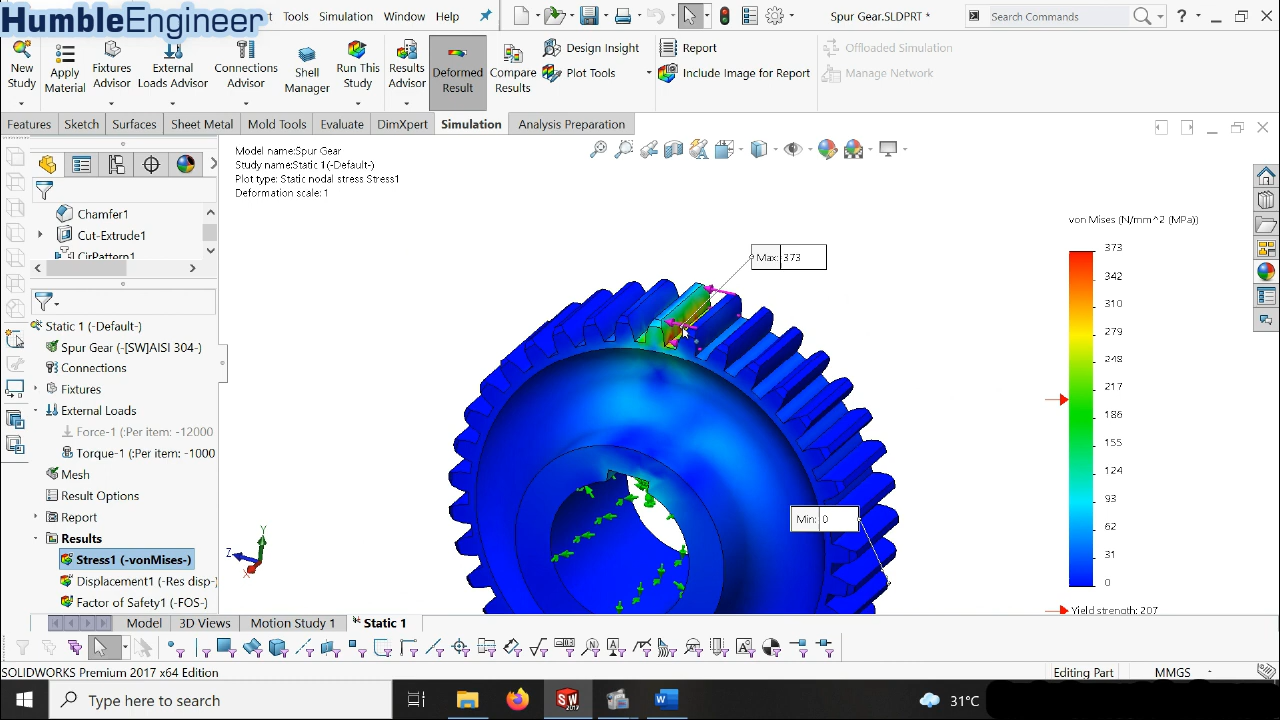 HumbleEngineer
Tools Simulation Window Help
Spur Gear.SLDPRT *
Search Commands
?
New Study
Apply Material
Fixtures Advisor
External Loads Advisor
Connections Advisor
Shell Manager
Run This Study
Results Advisor
Deformed Result
Compare Results
Design Insight
Plot Tools
Report
Include Image for Report
Offloaded Simulation
Manage Network
Features Sketch Surfaces Sheet Metal Mold Tools Evaluate DimXpert Simulation Analysis Preparation
Model name:Spur Gear
Study name:Static 1(-Default-)
Plot type: Static nodal stress Stress1
Deformation scale: 1
Chamfer1
Cut-Extrude1
CirPattern1
Static 1 (-Default-)
Spur Gear (-[SW]AISI 304-)
Connections
Fixtures
External Loads
Force-1 (:Per item: -12000
Torque-1 (:Per item: -1000
Mesh
Result Options
Report
Results
Stress1 (-vonMises-)
Displacement1 (-Res disp-)
Factor of Safety1 (-FOS-)
Max: 373
Min: 0
Y
Z
X
von Mises (N/mm^2 (MPa))
373
342
310
279
248
217
186
155
124
93
62
31
0
Yield strength: 207
Model 3D Views Motion Study 1 Static 1
SOLIDWORKS Premium 2017 x64 Edition
Editing Part MMGS
Type here to search
31°C